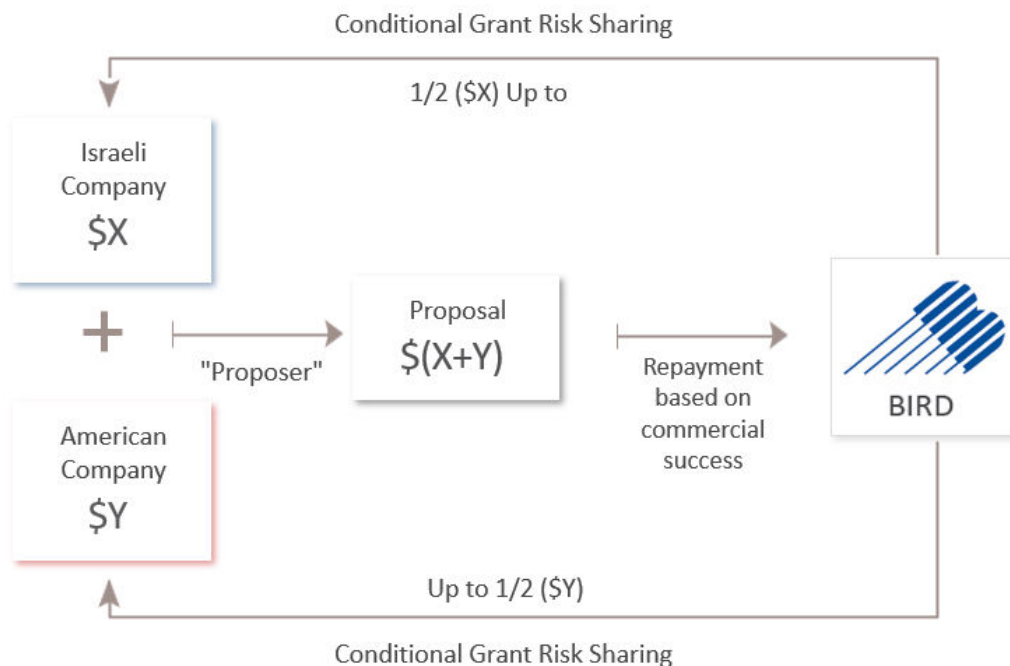 Conditional Grant Risk Sharing
1/2 ($X) Up to
Israeli
Company
$X
+
"Proposer"
Proposal
$(X+Y)
Repayment
based on
commercial
success
BIRD
American
Company
$Y
Up to 1/2 ($Y)
Conditional Grant Risk Sharing